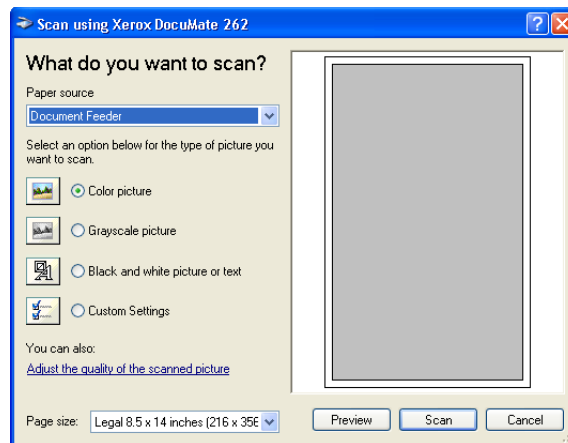 Scan using Xerox DocuMate 262
What do you want to scan?
Paper source
Document Feeder
Select an option below for the type of picture you
want to scan.
Color picture
Grayscale picture
Black and white picture or text
Custom Settings
You can also:
Adjust the quality of the scanned picture
Page size: Legal 8.5 x 14 inches (216 x 356
Preview Scan Cancel